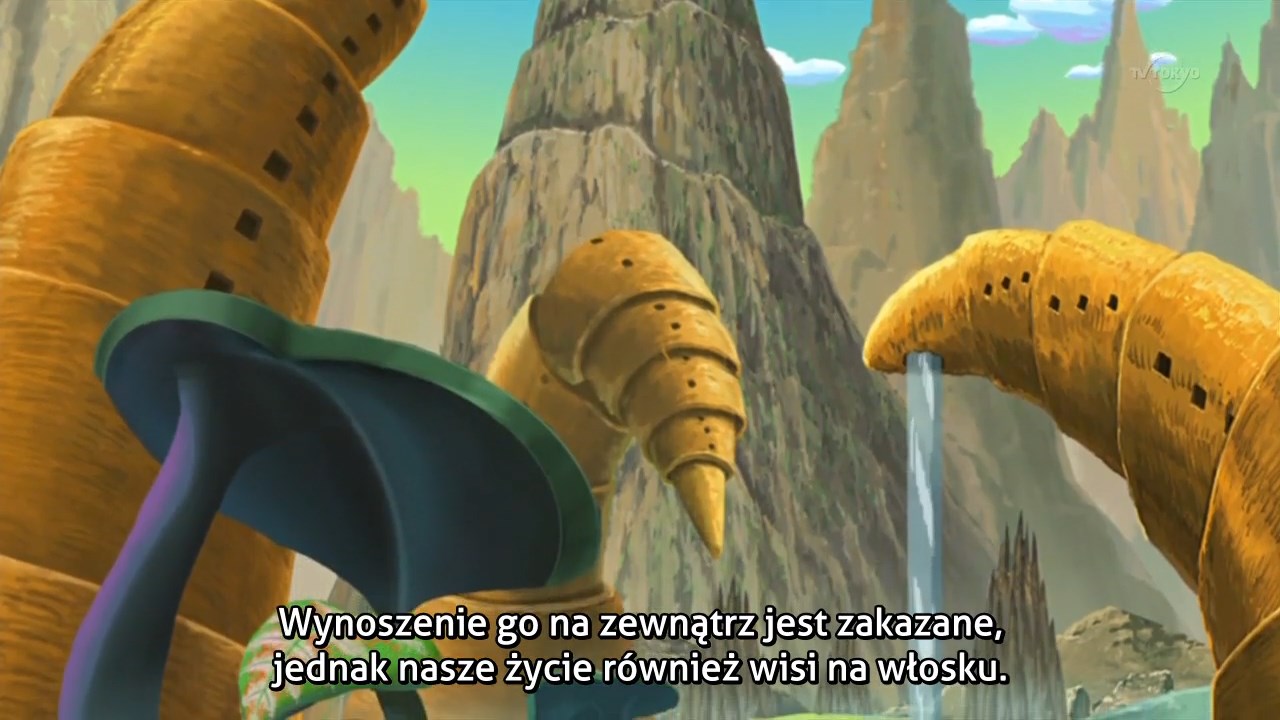 TV TOKYO
Wynoszenie go na zewnątrz jest zakazane,
jednak nasze życie również wisi na włosku.